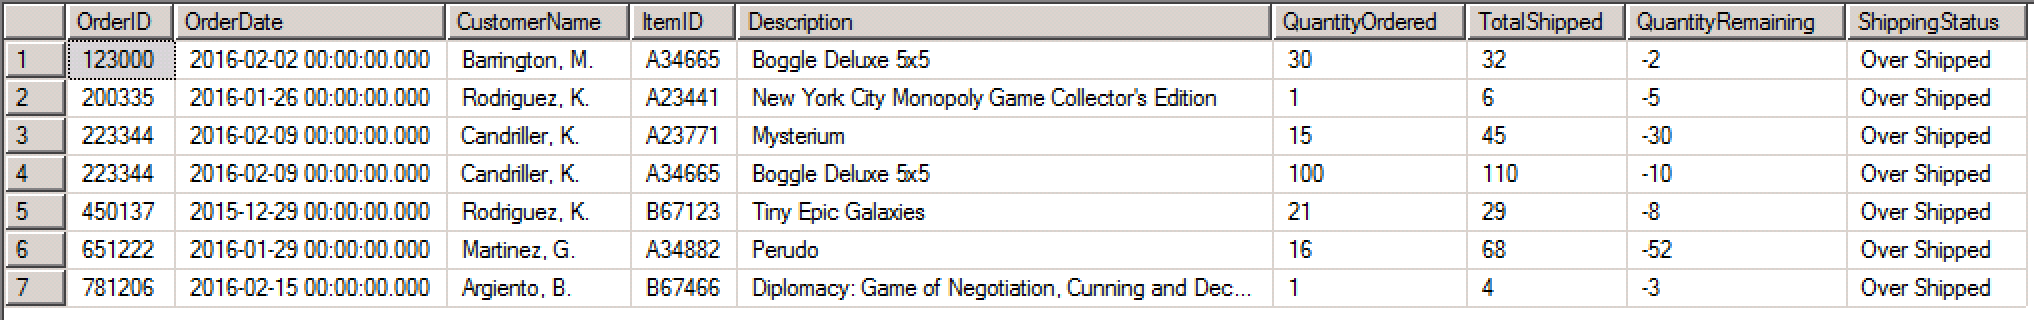 OrderID OrderDate CustomerName ItemID Description QuantityOrdered TotalShipped QuantityRemaining ShippingStatus
1 123000 2016-02-02 00:00:00.000 Barrington, M. A34665 Boggle Deluxe 5x5 30 32 -2 Over Shipped
2 200335 2016-01-26 00:00:00.000 Rodriguez, K. A23441 New York City Monopoly Game Collector's Edition 1 6 -5 Over Shipped
3 223344 2016-02-09 00:00:00.000 Candriller, K. A23771 Mysterium 15 45 -30 Over Shipped
4 223344 2016-02-09 00:00:00.000 Candriller, K. A34665 Boggle Deluxe 5x5 100 110 -10 Over Shipped
5 450137 2015-12-29 00:00:00.000 Rodriguez, K. B67123 Tiny Epic Galaxies 21 29 -8 Over Shipped
6 651222 2016-01-29 00:00:00.000 Martinez, G. A34882 Perudo 16 68 -52 Over Shipped
7 781206 2016-02-15 00:00:00.000 Argiento, B. B67466 Diplomacy: Game of Negotiation, Cunning and Dec... 1 4 -3 Over Shipped